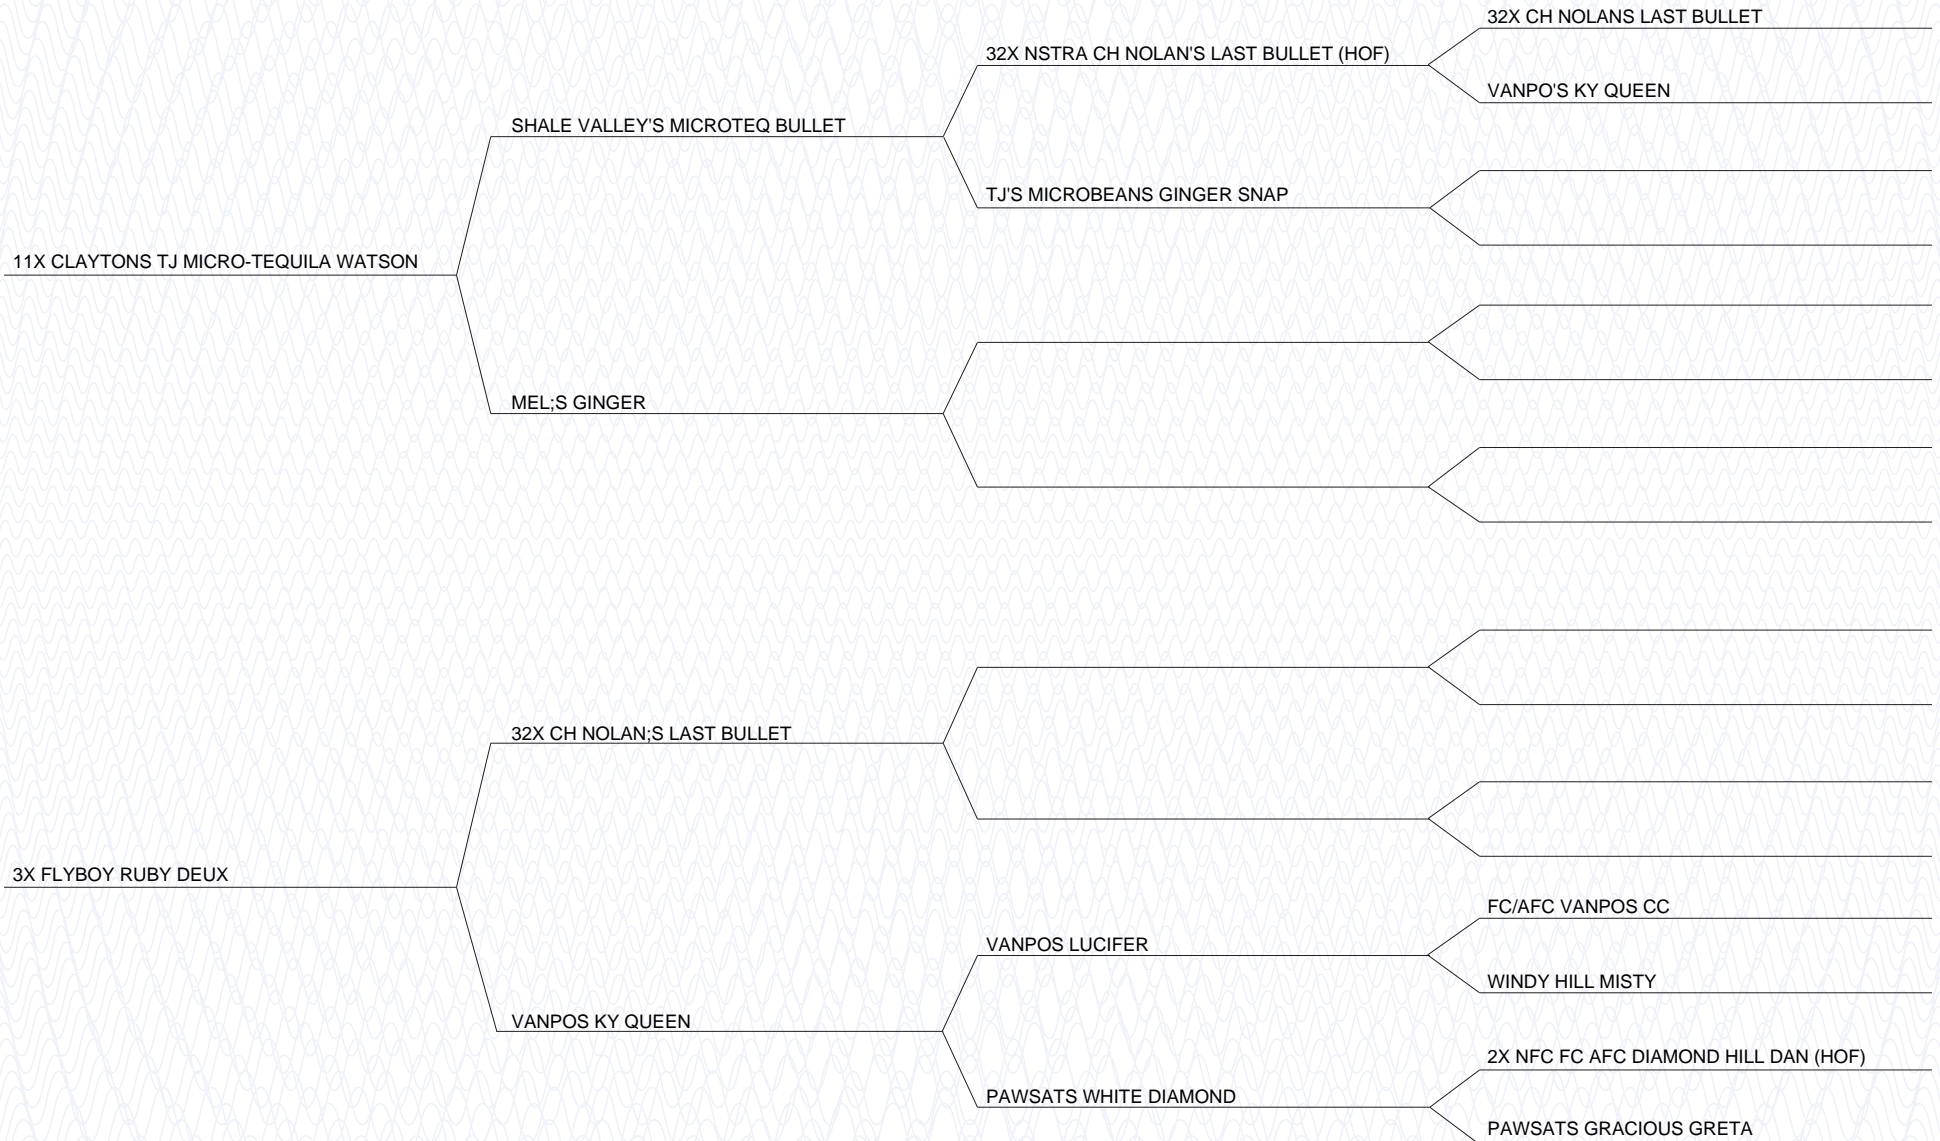 32X CH NOLANS LAST BULLET
32X NSTRA CH NOLAN'S LAST BULLET (HOF)
VANPO'S KY QUEEN
SHALE VALLEY'S MICROTEQ BULLET
TJ'S MICROBEANS GINGER SNAP
11X CLAYTONS TJ MICRO-TEQUILA WATSON
MEL;S GINGER
32X CH NOLAN;S LAST BULLET
3X FLYBOY RUBY DEUX
FC/AFC VANPOS CC
VANPOS LUCIFER
WINDY HILL MISTY
VANPOS KY QUEEN
2X NFC FC AFC DIAMOND HILL DAN (HOF)
PAWSATS WHITE DIAMOND
PAWSATS GRACIOUS GRETA